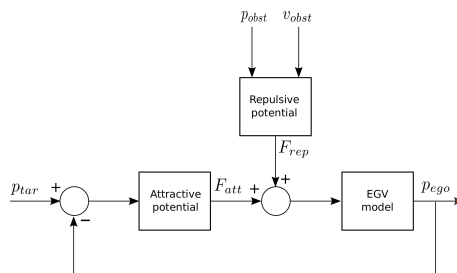 p_obst v_obst
Repulsive
potential
F_rep
p_tar + + + F_att p_ego
−
Attractive
potential
EGV
model